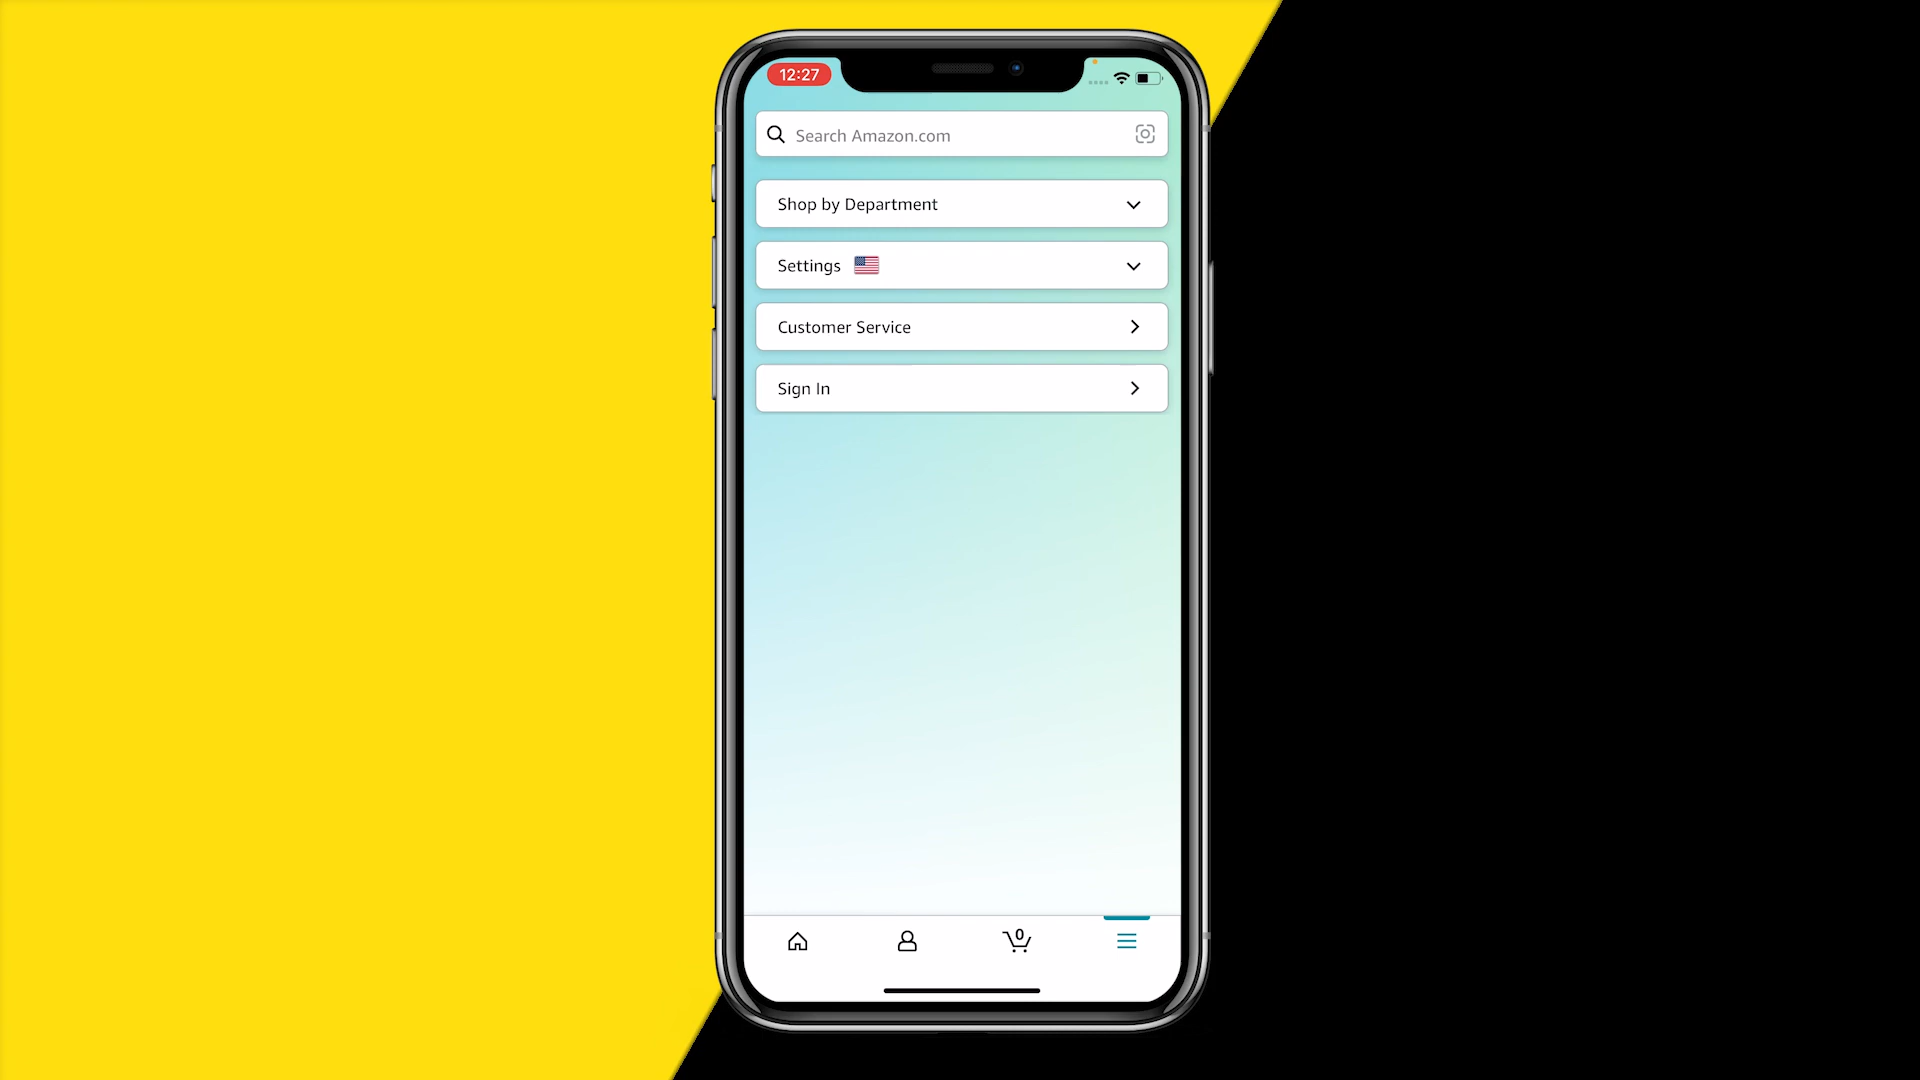 12:27
Search Amazon.com
Shop by Department
Settings
Customer Service
Sign In
0